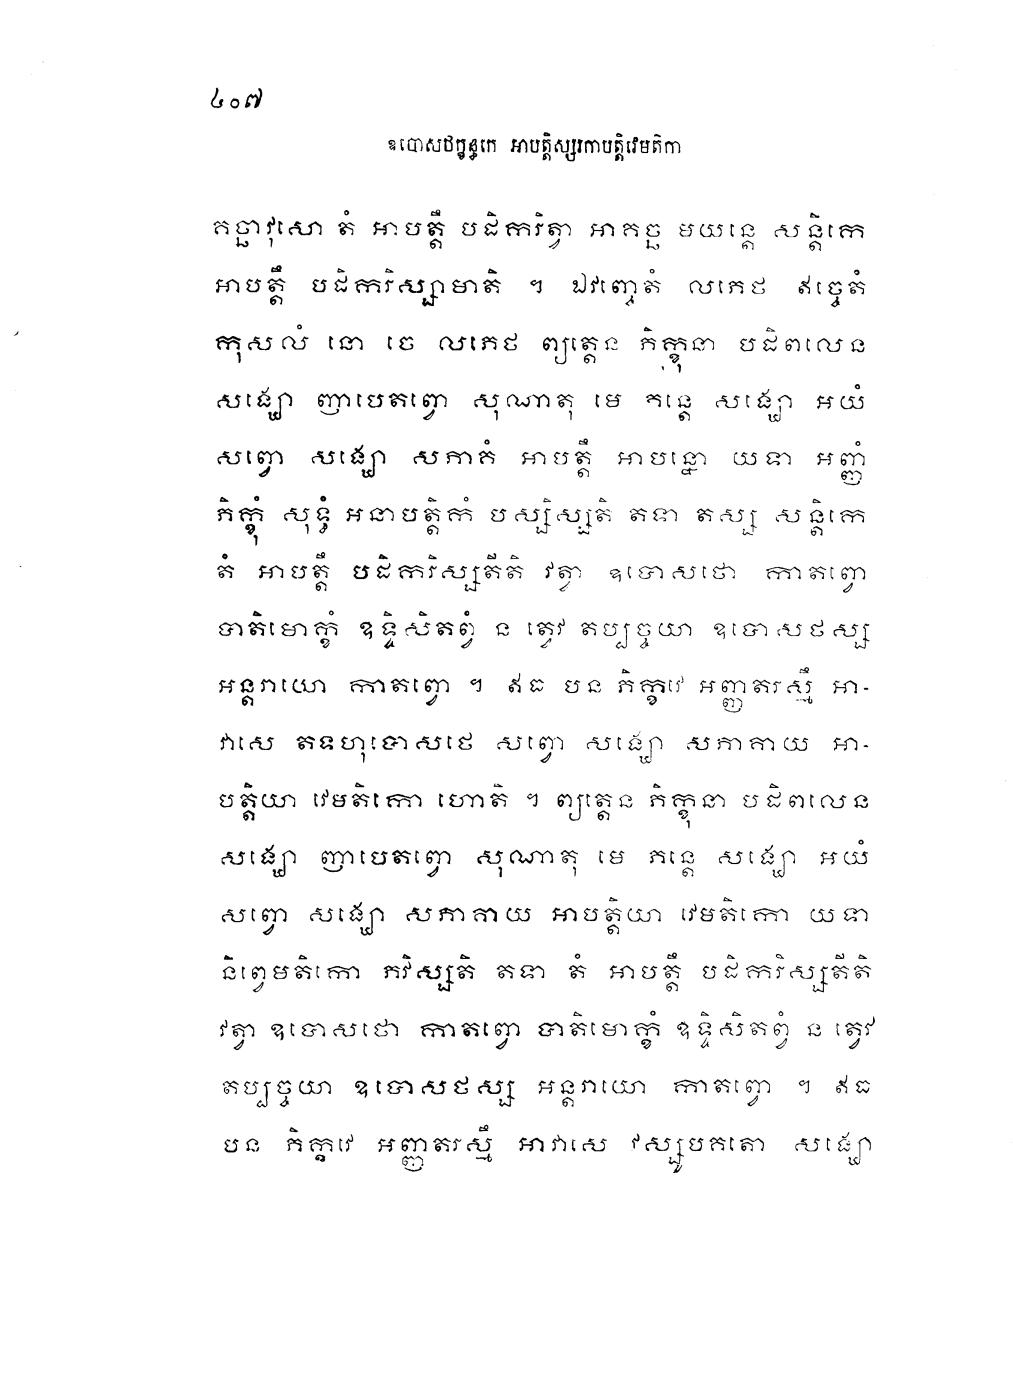 ៤០៧
ឧបោសថក្ខន្ធកេ អាបត្តិស្សរកាបត្តិវេមតិកា
គច្ឆាវុសោ តំ អាបត្តឹ បដិករិត្វា អាគច្ឆ មយន្តេ សន្តិកេ
អាបត្តឹ បដិករិស្សាមាតិ ។ ឯវញ្ចេតំ លភេថ ឥច្ចេតំ
កុសលំ នោ ចេ លភេថ ព្យត្តេន ភិក្ខុនា បដិពលេន
សង្ឃោ ញាបេតព្វោ សុណាតុ មេ ភន្តេ សង្ឃោ អយំ
សព្វោ សង្ឃោ សភាគំ អាបត្តឹ អាបន្នោ យទា អញ្ញំ
ភិក្ខុំ សុទ្ធំ អនាបត្តិកំ បស្សិស្សតិ តទា តស្ស សន្តិកេ
តំ អាបត្តឹ បដិករិស្សតីតិ វត្វា ឧបោសថោ កាតព្វោ
បាតិមោក្ខំ ឧទ្ទិសិតព្វំ ន ត្វេវ តប្បច្ចយា ឧបោសថស្ស
អន្តរាយោ កាតព្វោ ។ ឥធ បន ភិក្ខវេ អញ្ញតរស្មឹ អា-
វាសេ តទហុបោសថេ សព្វោ សង្ឃោ សភាគាយ អា-
បត្តិយា វេមតិកោ ហោតិ ។ ព្យត្តេន ភិក្ខុនា បដិពលេន
សង្ឃោ ញាបេតព្វោ សុណាតុ មេ ភន្តេ សង្ឃោ អយំ
សព្វោ សង្ឃោ សភាគាយ អាបត្តិយា វេមតិកោ យទា
និព្វេមតិកោ ភវិស្សតិ តទា តំ អាបត្តឹ បដិករិស្សតីតិ
វត្វា ឧបោសថោ កាតព្វោ បាតិមោក្ខំ ឧទ្ទិសិតព្វំ ន ត្វេវ
តប្បច្ចយា ឧបោសថស្ស អន្តរាយោ កាតព្វោ ។ ឥធ
បន ភិក្ខវេ អញ្ញតរស្មឹ អាវាសេ វស្សូបគតោ សង្ឃោ